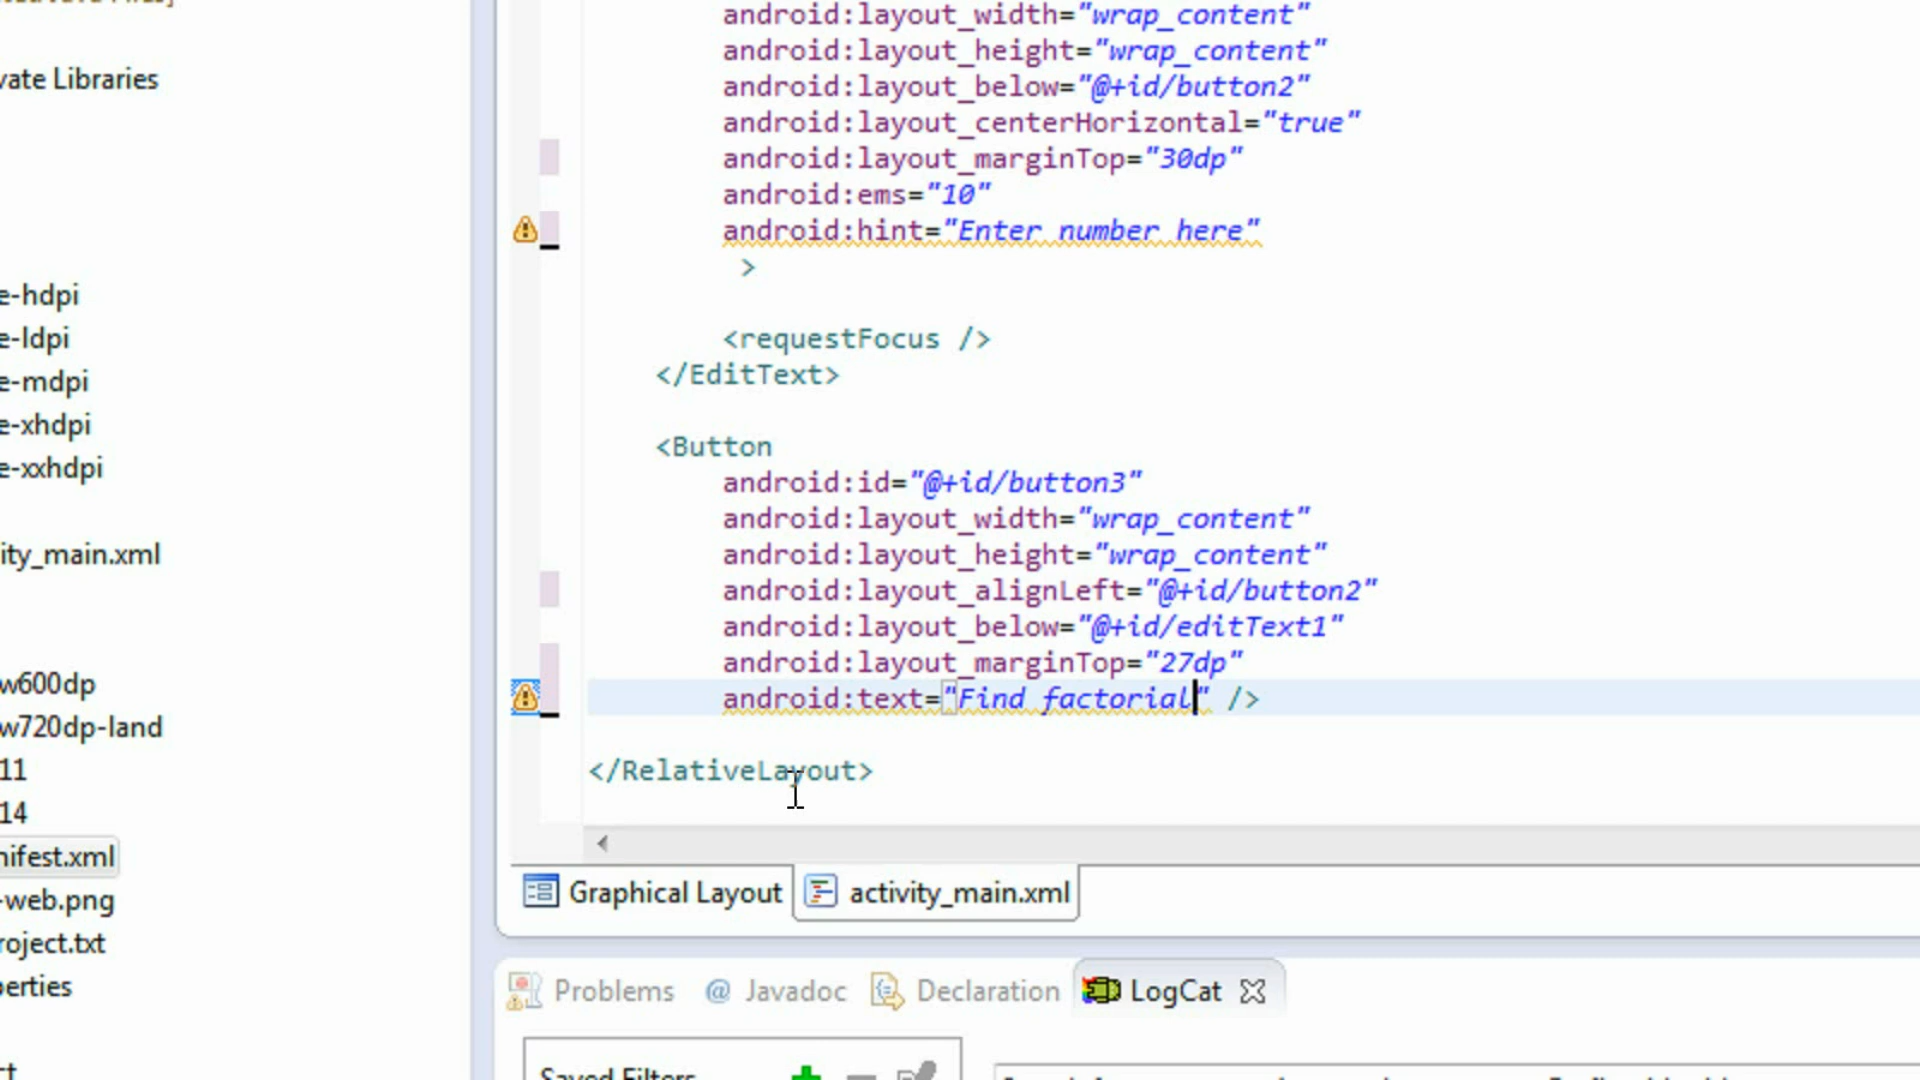 vate Libraries
e-hdpi
e-ldpi
e-mdpi
e-xhdpi
e-xxhdpi
ity_main.xml
w600dp
w720dp-land
11
14
nifest.xml
-web.png
roject.txt
perties
android:layout_width="wrap_content"
android:layout_height="wrap_content"
android:layout_below="@+id/button2"
android:layout_centerHorizontal="true"
android:layout_marginTop="30dp"
android:ems="10"
android:hint="Enter number here"
>
<requestFocus />
</EditText>
<Button
android:id="@+id/button3"
android:layout_width="wrap_content"
android:layout_height="wrap_content"
android:layout_alignLeft="@+id/button2"
android:layout_below="@+id/editText1"
android:layout_marginTop="27dp"
android:text="Find factorial" />
</RelativeLayout>
Graphical Layout activity_main.xml
Problems @ Javadoc Declaration LogCat
Saved Filters